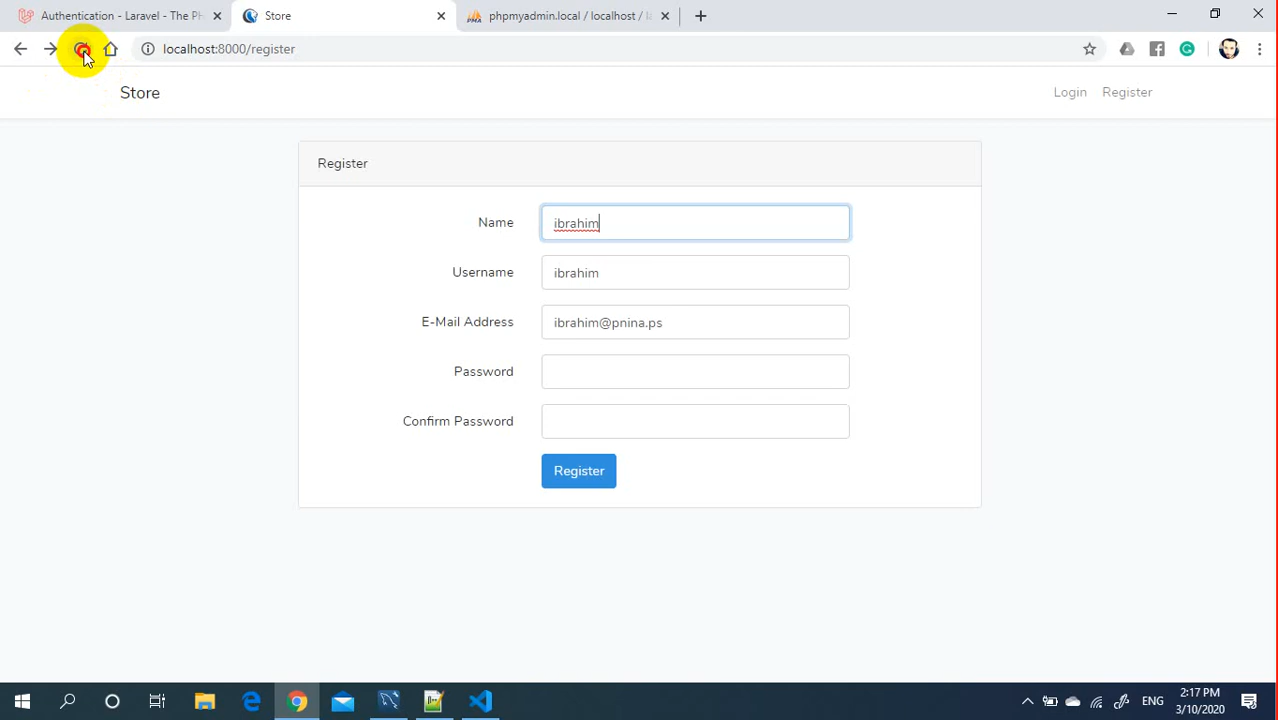 Authentication - Laravel - The PH
Store
phpmyadmin.local / localhost / la
localhost:8000/register
Store
Login
Register
Register
Name
ibrahim
Username
ibrahim
E-Mail Address
ibrahim@pnina.ps
Password
Confirm Password
Register
ENG
2:17 PM
3/10/2020